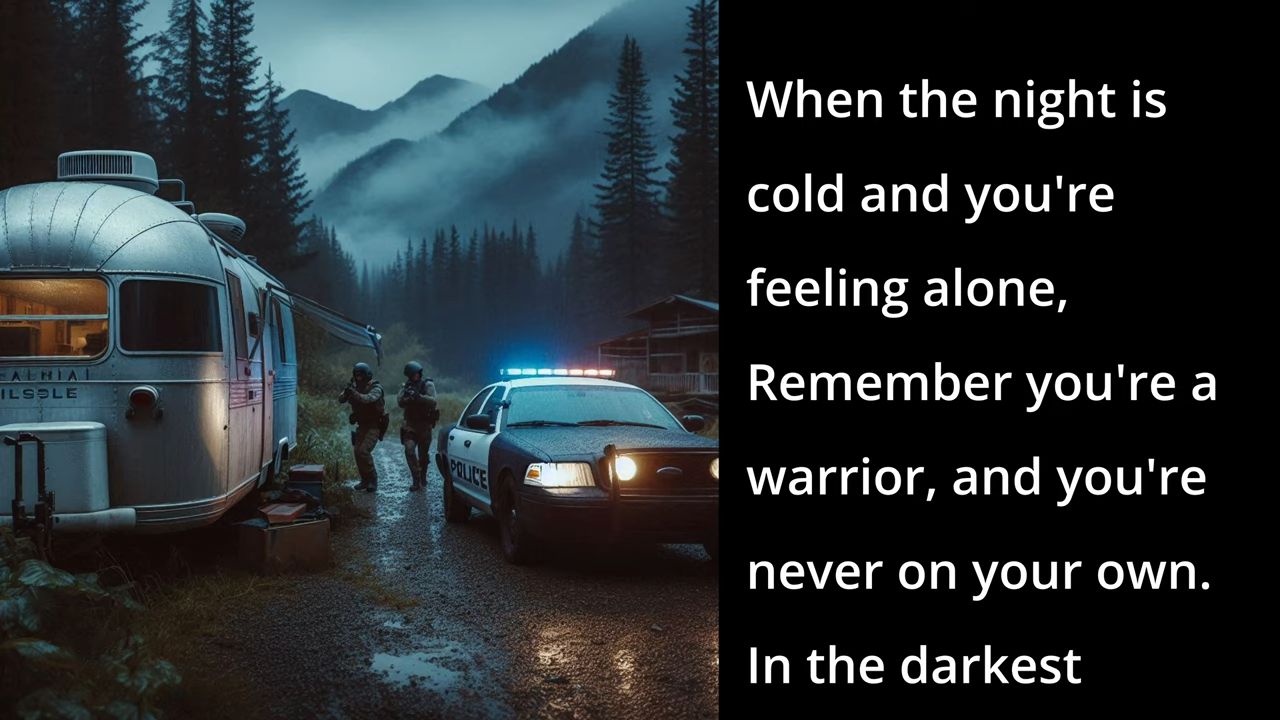 When the night is
cold and you're
feeling alone,
Remember you're a
warrior, and you're
never on your own.
In the darkest
POLICE